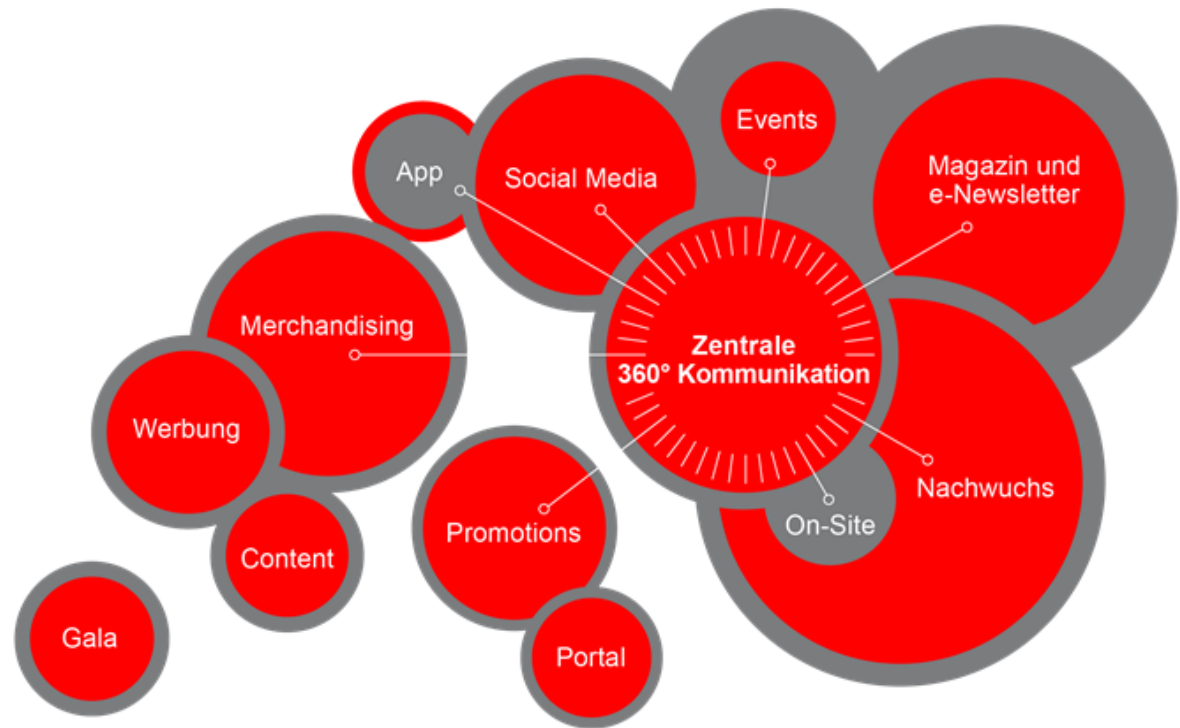 Events
App
Social Media
Magazin und
e-Newsletter
Merchandising
Zentrale
360° Kommunikation
Werbung
Nachwuchs
On-Site
Promotions
Content
Gala
Portal